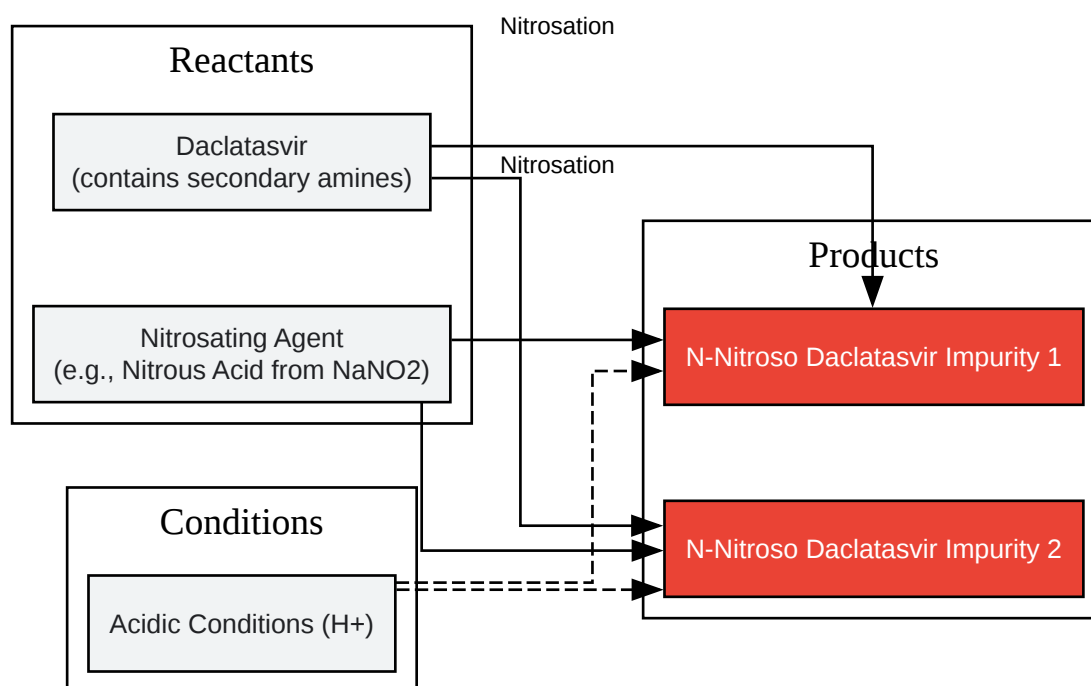 Nitrosation
Reactants
Daclatasvir
(contains secondary amines)
Nitrosation
Products
Nitrosating Agent
(e.g., Nitrous Acid from NaNO2)
N-Nitroso Daclatasvir Impurity 1
Conditions
N-Nitroso Daclatasvir Impurity 2
Acidic Conditions (H+)